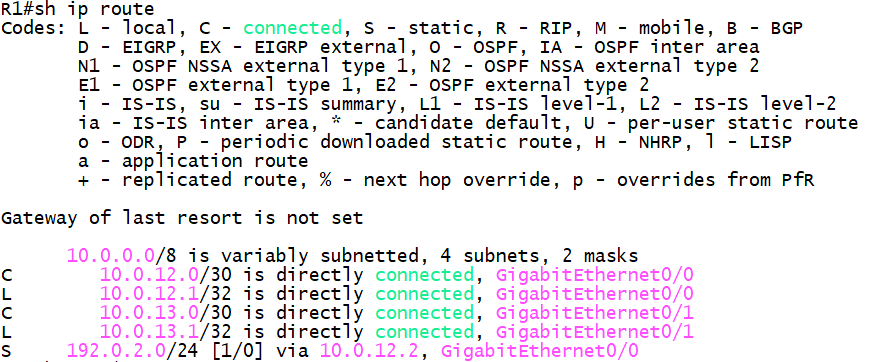 R1#sh ip route
Codes: L - local, C - connected, S - static, R - RIP, M - mobile, B - BGP
D - EIGRP, EX - EIGRP external, O - OSPF, IA - OSPF inter area
N1 - OSPF NSSA external type 1, N2 - OSPF NSSA external type 2
E1 - OSPF external type 1, E2 - OSPF external type 2
i - IS-IS, su - IS-IS summary, L1 - IS-IS level-1, L2 - IS-IS level-2
ia - IS-IS inter area, * - candidate default, U - per-user static route
o - ODR, P - periodic downloaded static route, H - NHRP, l - LISP
a - application route
+ - replicated route, % - next hop override, p - overrides from PfR
Gateway of last resort is not set
10.0.0.0/8 is variably subnetted, 4 subnets, 2 masks
C 10.0.12.0/30 is directly connected, GigabitEthernet0/0
L 10.0.12.1/32 is directly connected, GigabitEthernet0/0
C 10.0.13.0/30 is directly connected, GigabitEthernet0/1
L 10.0.13.1/32 is directly connected, GigabitEthernet0/1
S 192.0.2.0/24 [1/0] via 10.0.12.2, GigabitEthernet0/0